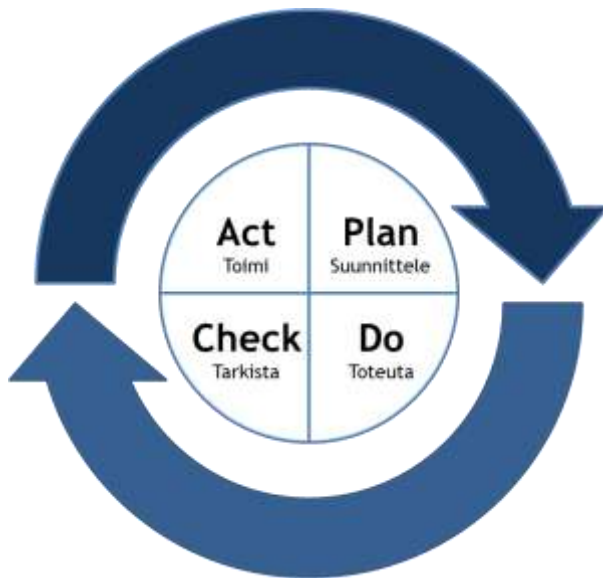 Act
Toimi
Plan
Suunnittele
Check
Tarkista
Do
Toteuta